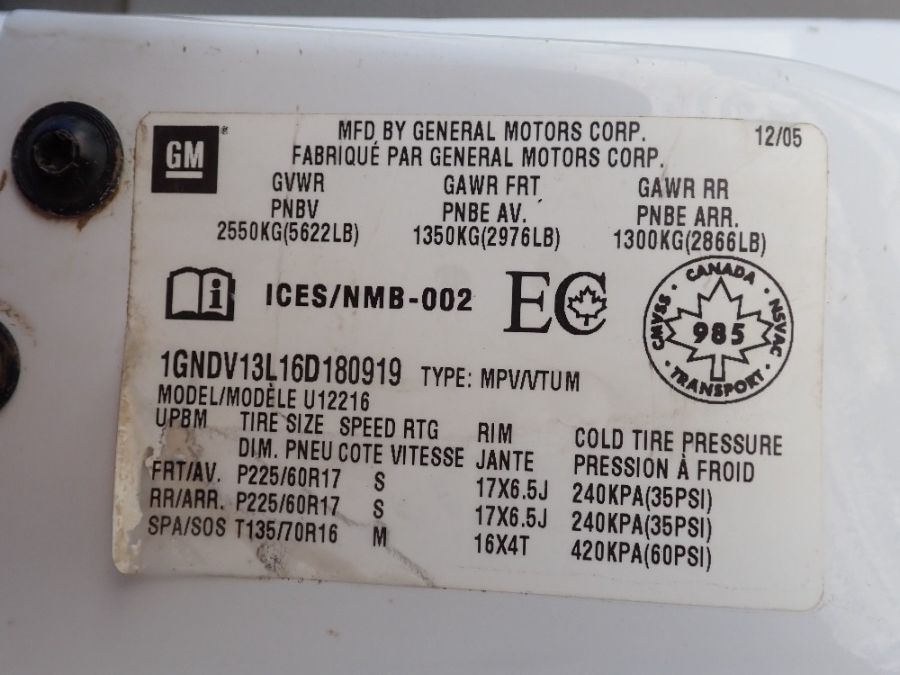 GM
MFD BY GENERAL MOTORS CORP. 12/05
FABRIQUÉ PAR GENERAL MOTORS CORP.
GVWR GAWR FRT GAWR RR
PNBV PNBE AV. PNBE ARR.
2550KG(5622LB) 1350KG(2976LB) 1300KG(2866LB)
i ICES/NMB-002 EC
CANADA
CMVSS 985 NSVAC
TRANSPORT
1GNDV13L16D180919 TYPE: MPV/VTUM
MODEL/MODÈLE U12216
UPBM TIRE SIZE SPEED RTG RIM COLD TIRE PRESSURE
DIM. PNEU COTE VITESSE JANTE PRESSION À FROID
FRT/AV. P225/60R17 S 17X6.5J 240KPA(35PSI)
RR/ARR. P225/60R17 S 17X6.5J 240KPA(35PSI)
SPA/SOS T135/70R16 M 16X4T 420KPA(60PSI)